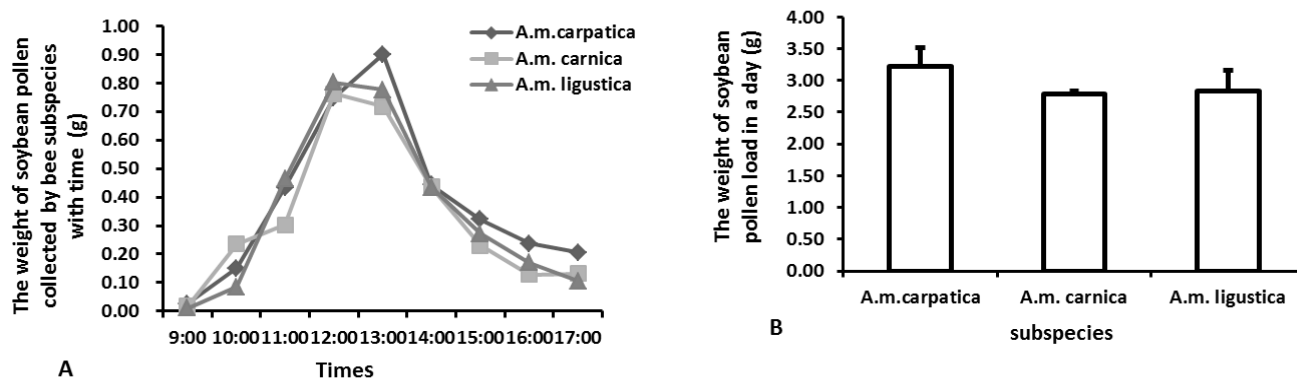 The weight of soybean pollen
collected by bee subspecies
with time (g)
1.00
0.90
0.80
0.70
0.60
0.50
0.40
0.30
0.20
0.10
0.00
9:00 10:00 11:00 12:00 13:00 14:00 15:00 16:00 17:00
Times
A.m.carpatica
A.m. carnica
A.m. ligustica
A
The weight of soybean
pollen load in a day (g)
4.00
3.50
3.00
2.50
2.00
1.50
1.00
0.50
0.00
A.m.carpatica A.m. carnica A.m. ligustica
subspecies
B